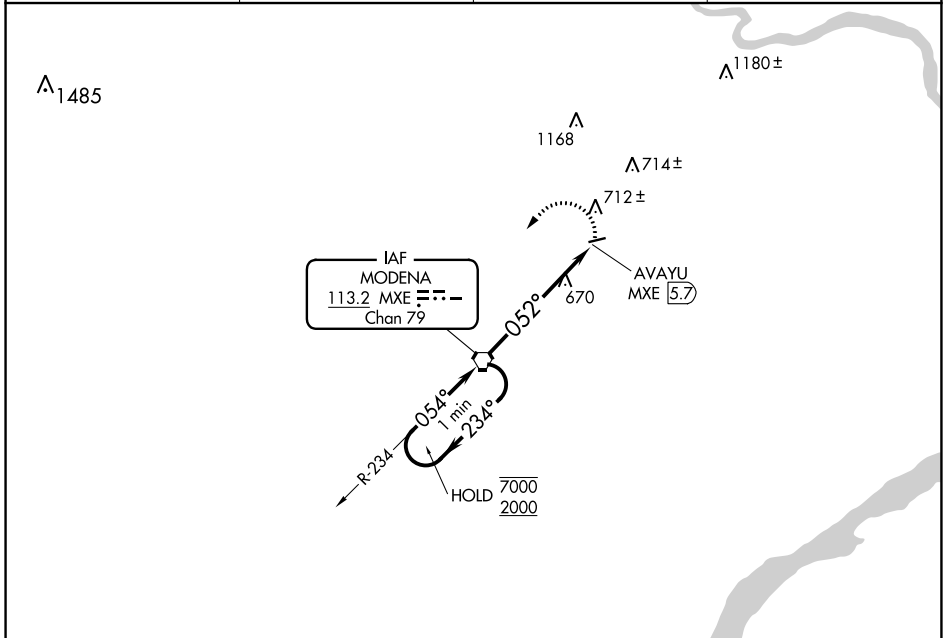 1485
1180 ±
1168
714 ±
712 ±
IAF
MODENA
113.2 MXE
Chan 79
AVAYU
MXE 5.7
670
052°
054°
1 min
234°
R-234
HOLD 7000
2000